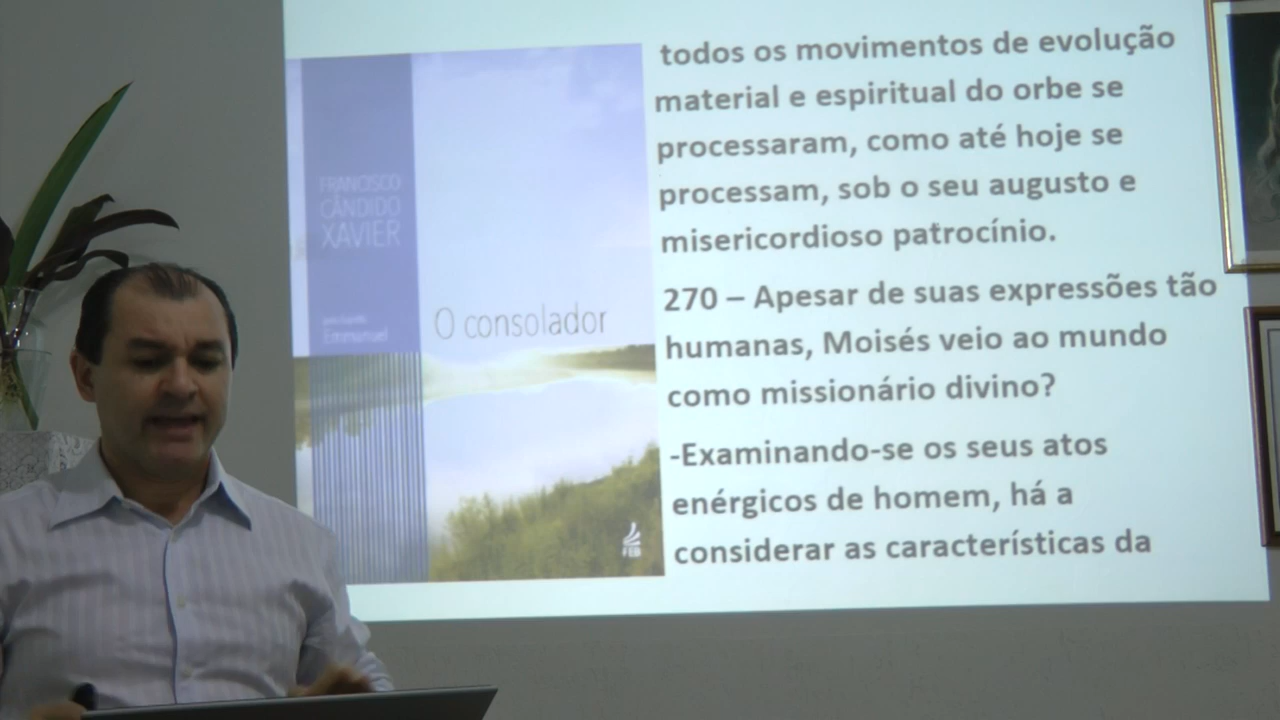 FRANCISCO
CÂNDIDO
XAVIER
Emmanuel
O consolador
FEB
todos os movimentos de evolução
material e espiritual do orbe se
processaram, como até hoje se
processam, sob o seu augusto e
misericordioso patrocínio.
270 – Apesar de suas expressões tão
humanas, Moisés veio ao mundo
como missionário divino?
-Examinando-se os seus atos
enérgicos de homem, há a
considerar as características da